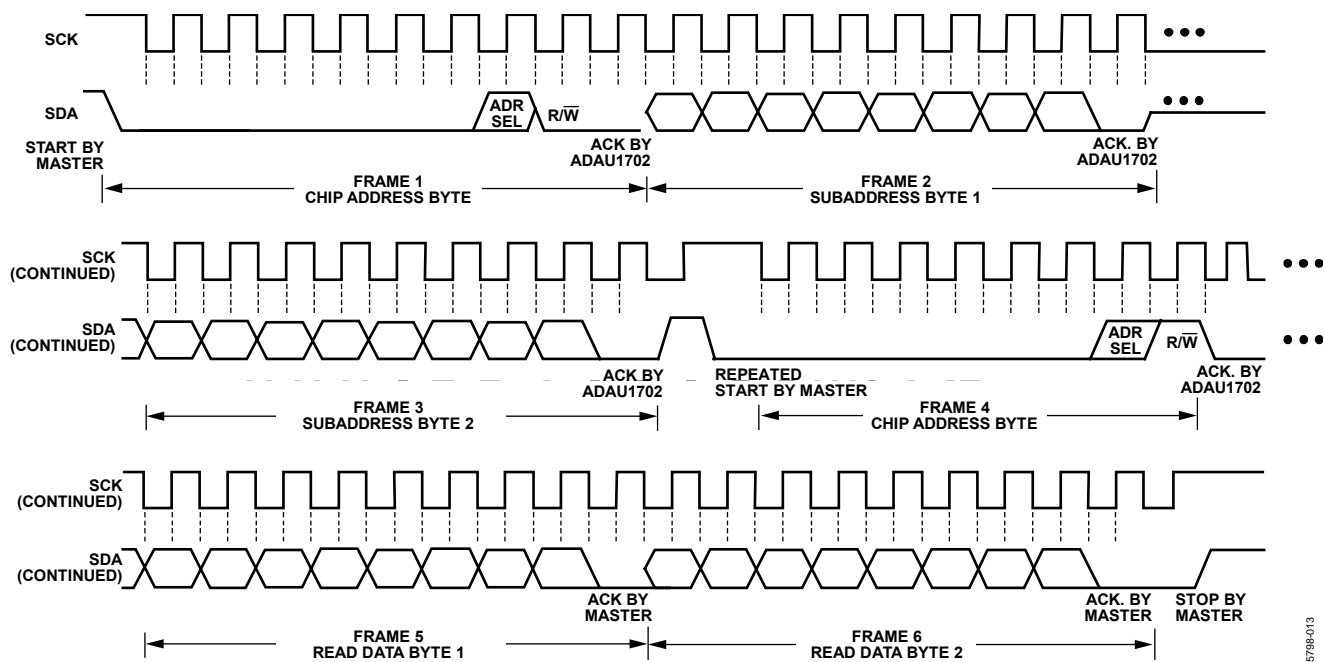 SCK
SDA
ADR
SEL
R/W̅
START BY
MASTER
ACK BY
ADAU1702
ACK. BY
ADAU1702
FRAME 1
CHIP ADDRESS BYTE
FRAME 2
SUBADDRESS BYTE 1
SCK
(CONTINUED)
SDA
(CONTINUED)
ADR
SEL
R/W̅
ACK BY
ADAU1702
REPEATED
START BY MASTER
ACK. BY
ADAU1702
FRAME 3
SUBADDRESS BYTE 2
FRAME 4
CHIP ADDRESS BYTE
SCK
(CONTINUED)
SDA
(CONTINUED)
ACK BY
MASTER
ACK. BY
MASTER
STOP BY
MASTER
FRAME 5
READ DATA BYTE 1
FRAME 6
READ DATA BYTE 2
5798-013